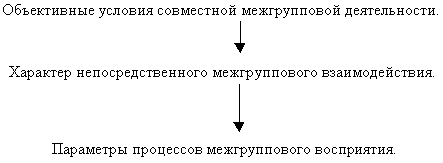 Объективные условия совместной межгрупповой деятельности.
Характер непосредственного межгруппового взаимодействия.
Параметры процессов межгруппового восприятия.